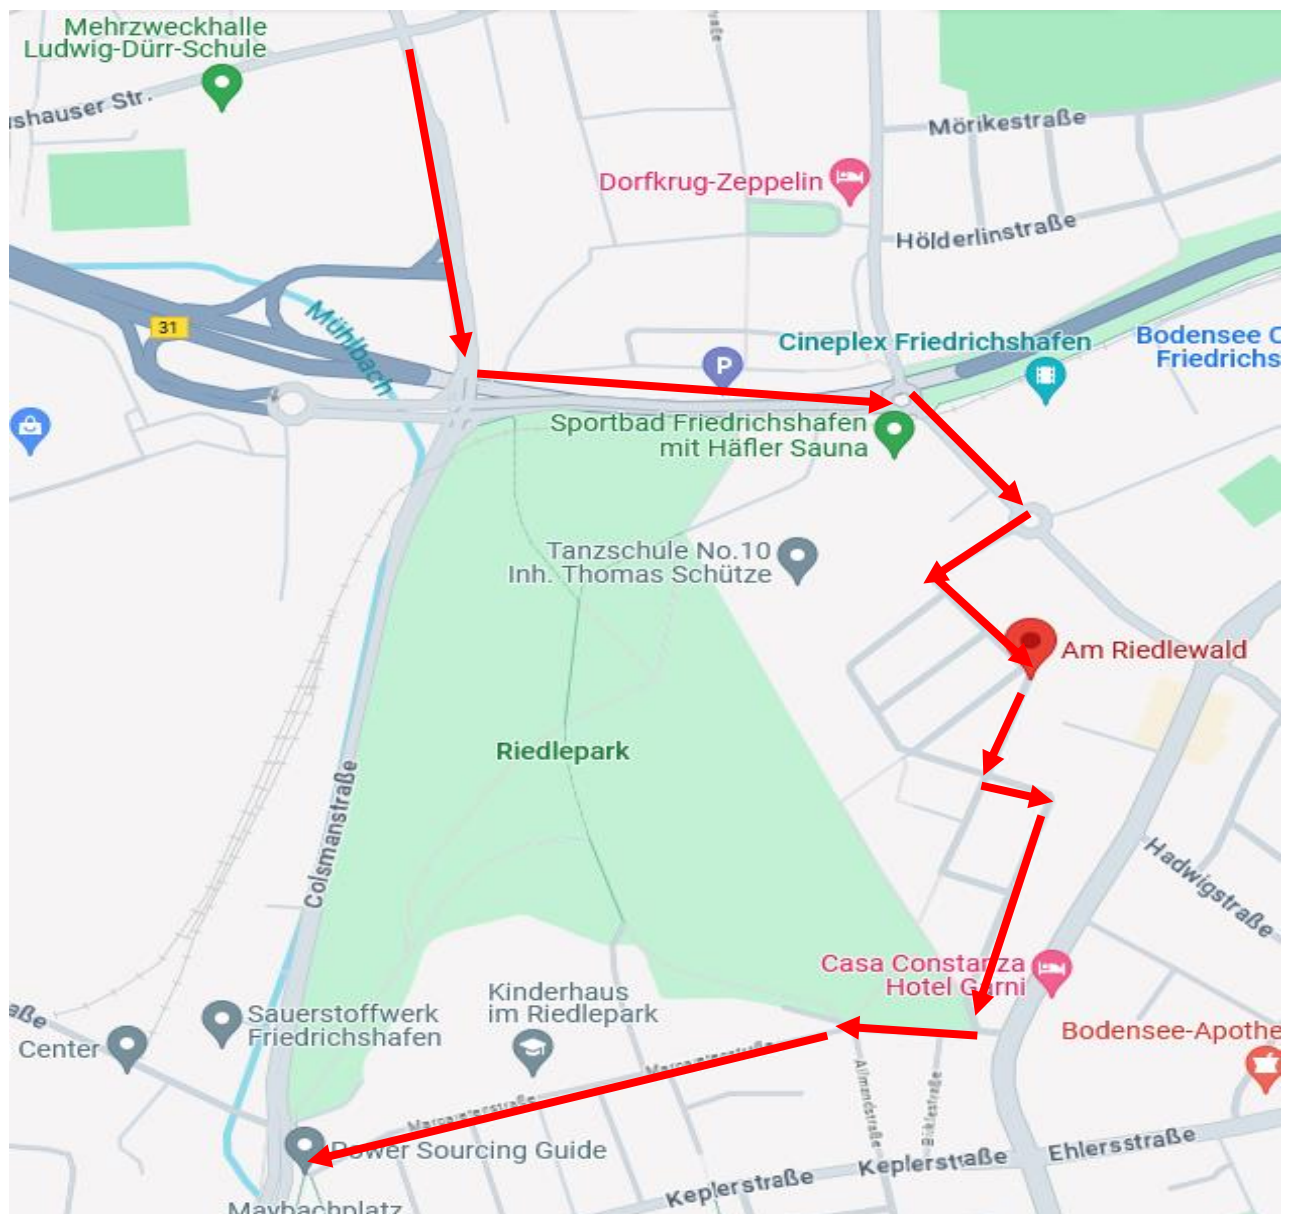 Mehrzweckhalle
Ludwig-Dürr-Schule
shauser Str.
Mörikestraße
Dorfkrug-Zeppelin
Hölderlinstraße
31
Mühlbach
P
Cineplex Friedrichshafen
Bodensee C
Friedrichs
Sportbad Friedrichshafen
mit Häfler Sauna
Tanzschule No.10
Inh. Thomas Schütze
Am Riedlewald
Riedlepark
Colsmanstraße
Hadwigstraße
Casa Constanza
Hotel Garni
Kinderhaus
im Riedlepark
aße
Center
Sauerstoffwerk
Friedrichshafen
Bodensee-Apothe
Allmandstraße
Power Sourcing Guide
Ehlersstraße
Keplerstraße
Keplerstraße
Maybachplatz